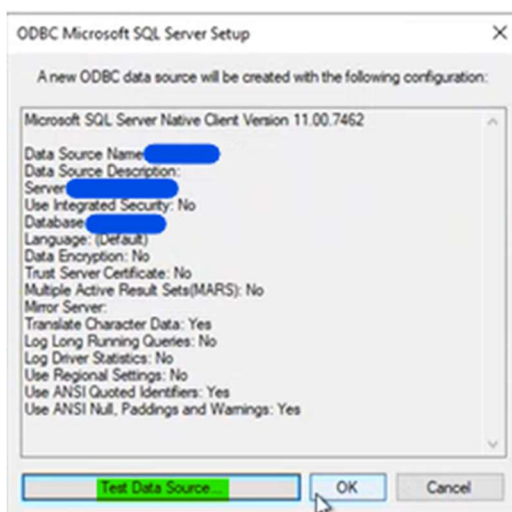 ODBC Microsoft SQL Server Setup
A new ODBC data source will be created with the following configuration:
Microsoft SQL Server Native Client Version 11.00.7462
Data Source Name
Data Source Description:
Server
Use Integrated Security: No
Database
Language: (Default)
Data Encryption: No
Trust Server Certificate: No
Multiple Active Result Sets(MARS): No
Mirror Server:
Translate Character Data: Yes
Log Long Running Queries: No
Log Driver Statistics: No
Use Regional Settings: No
Use ANSI Quoted Identifiers: Yes
Use ANSI Null, Paddings and Warnings: Yes
Test Data Source... OK Cancel